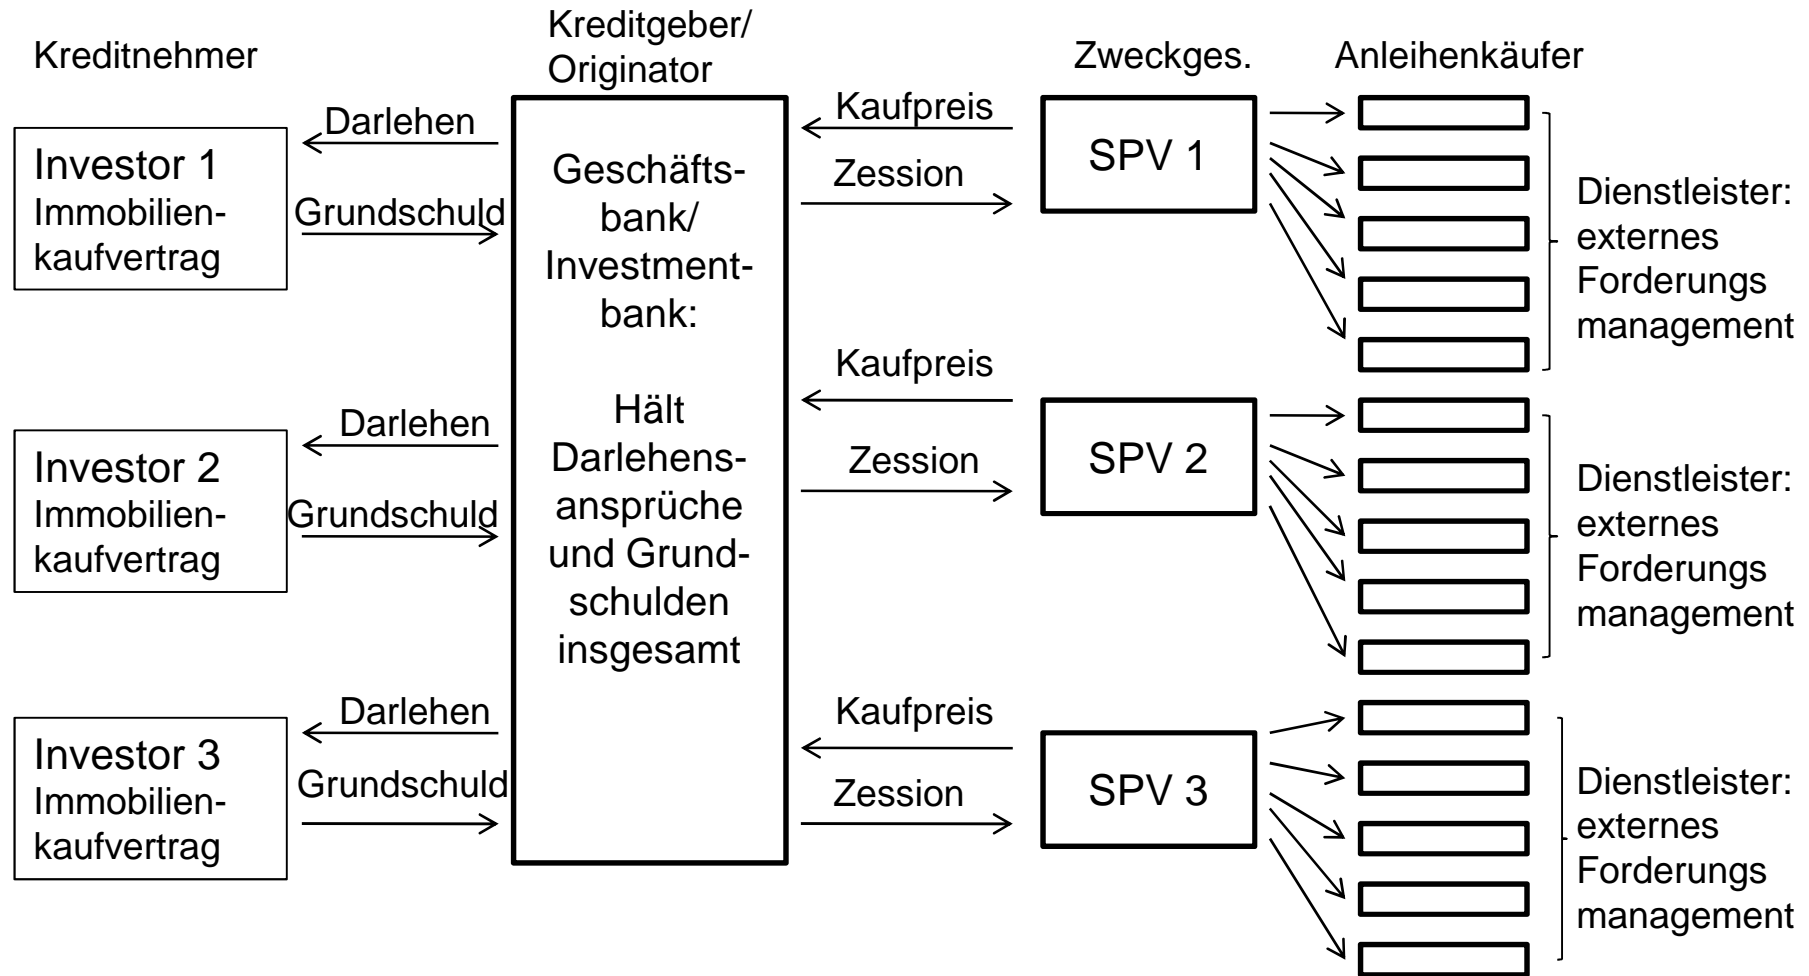 Kreditnehmer
Kreditgeber/
Originator
Zweckges.
Anleihenkäufer
Investor 1
Immobilien-
kaufvertrag
Darlehen
Grundschuld
Geschäfts-
bank/
Investment-
bank:
Hält
Darlehens-
ansprüche
und Grund-
schulden
insgesamt
Kaufpreis
Zession
SPV 1
Dienstleister:
externes
Forderungs
management
Investor 2
Immobilien-
kaufvertrag
Darlehen
Grundschuld
Kaufpreis
Zession
SPV 2
Dienstleister:
externes
Forderungs
management
Investor 3
Immobilien-
kaufvertrag
Darlehen
Grundschuld
Kaufpreis
Zession
SPV 3
Dienstleister:
externes
Forderungs
management